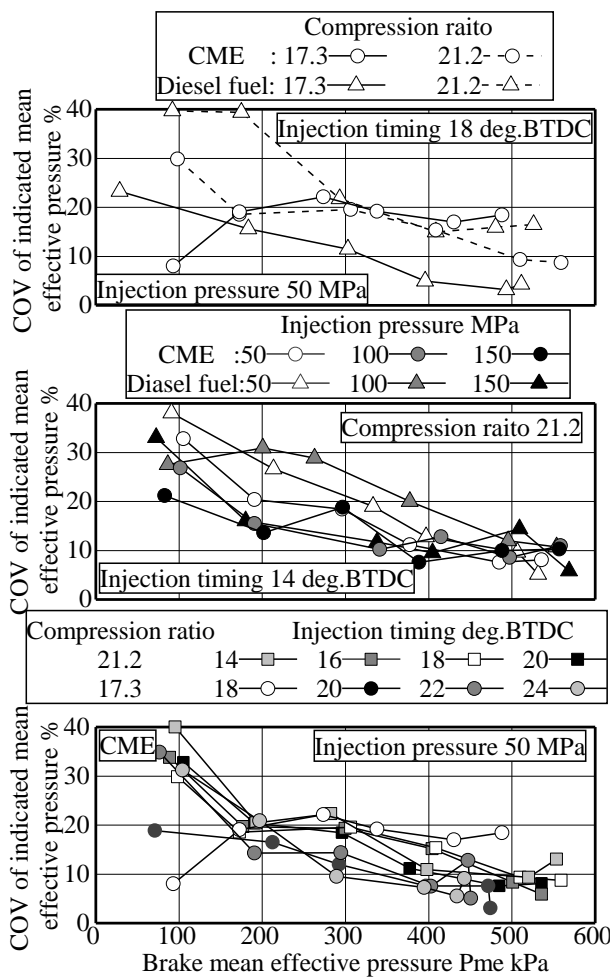 Compression raito
CME : 17.3 21.2
Diesel fuel : 17.3 21.2
40
30
20
10
0
COV of indicated mean
effective pressure %
Injection timing 18 deg.BTDC
Injection pressure 50 MPa
Injection pressure MPa
CME :50 100 150
Diasel fuel:50 100 150
40
30
20
10
0
COV of indicated mean
effective pressure %
Compression raito 21.2
Injection timing 14 deg.BTDC
Compression ratio Injection timing deg.BTDC
21.2 14 16 18 20
17.3 18 20 22 24
40
30
20
10
0
COV of indicated mean
effective pressure %
CME
Injection pressure 50 MPa
0 100 200 300 400 500 600
Brake mean effective pressure Pme kPa